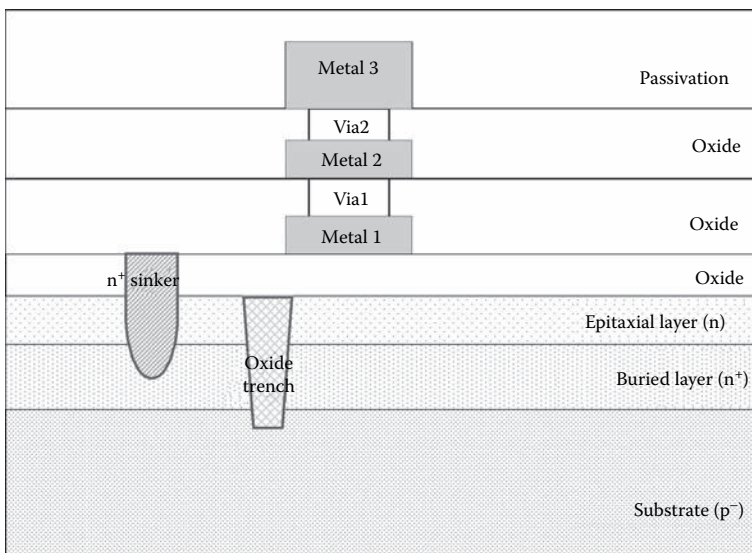 Metal 3
Passivation
Via2
Oxide
Metal 2
Via1
Oxide
Metal 1
n⁺ sinker
Oxide
Epitaxial layer (n)
Oxide
trench
Buried layer (n⁺)
Substrate (p⁻)